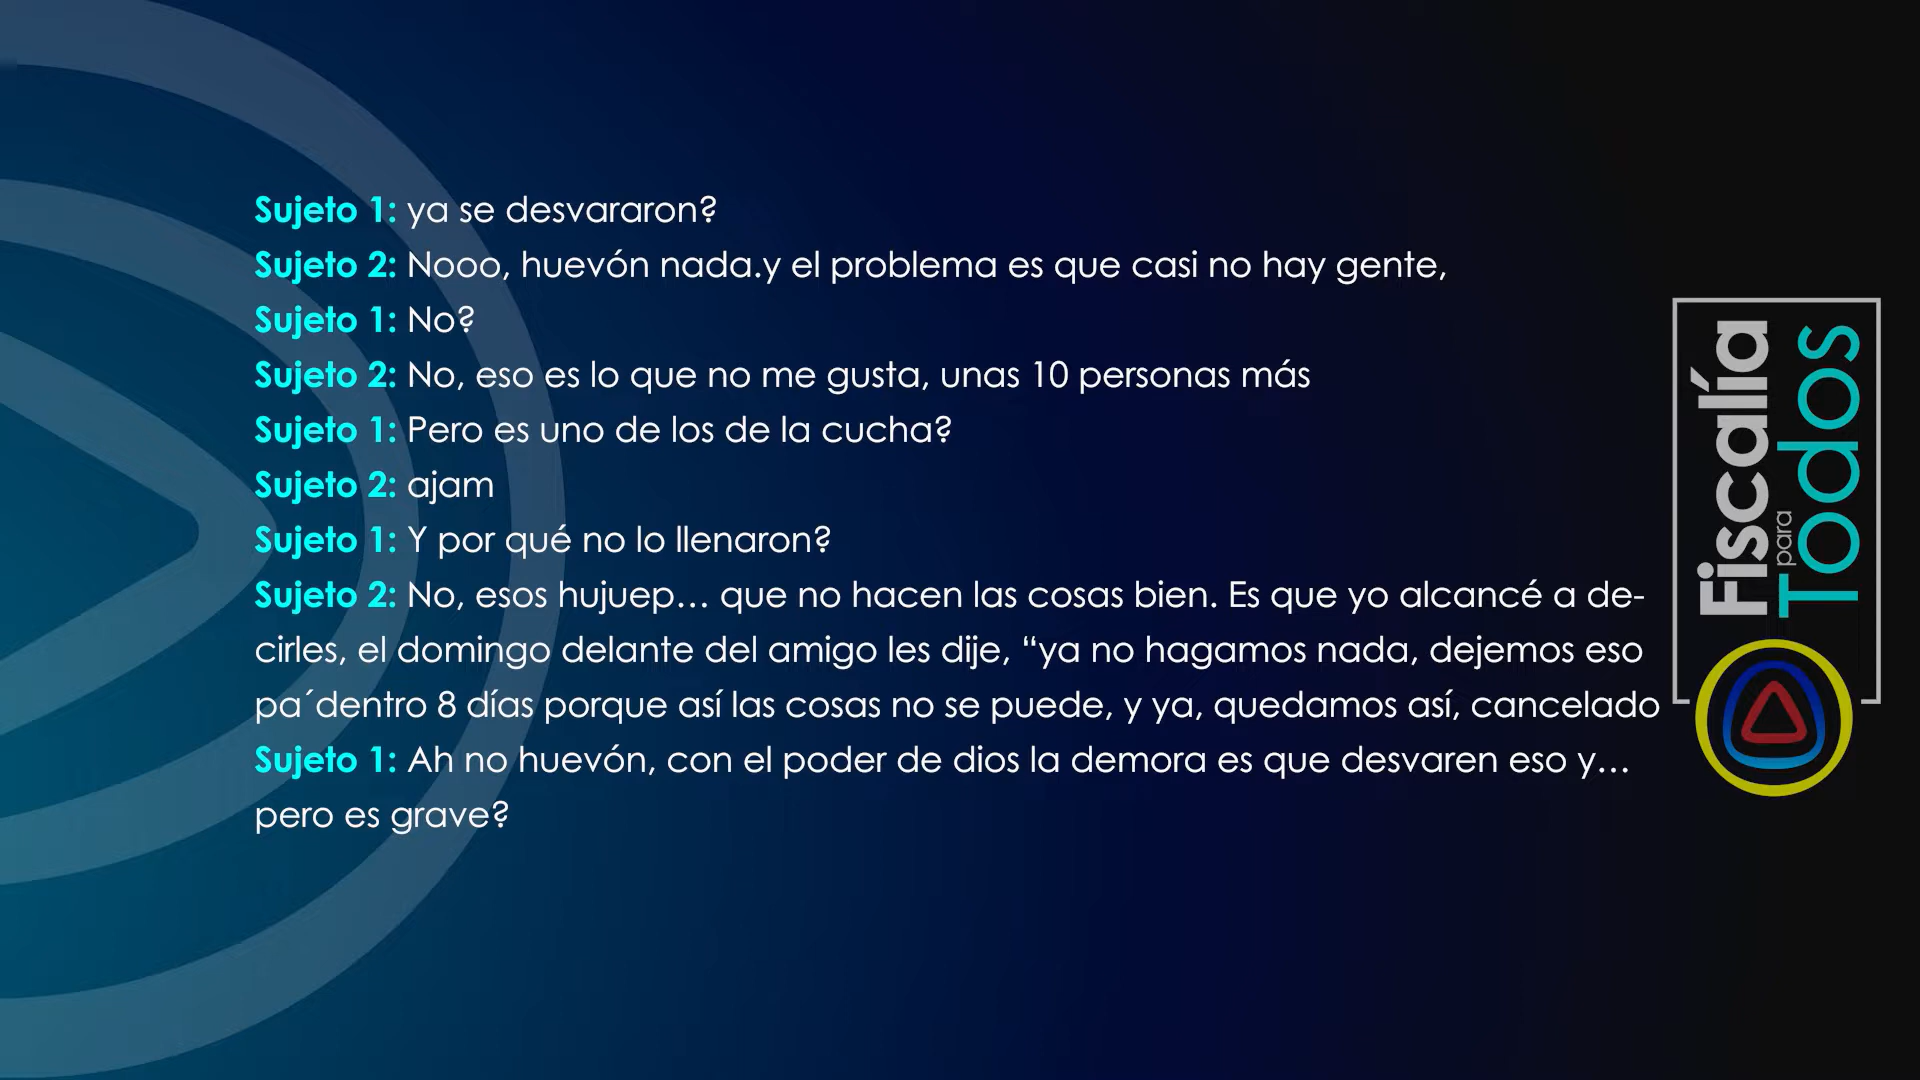 Sujeto 1: ya se desvararon?
Sujeto 2: Nooo, huevón nada.y el problema es que casi no hay gente,
Sujeto 1: No?
Sujeto 2: No, eso es lo que no me gusta, unas 10 personas más
Sujeto 1: Pero es uno de los de la cucha?
Sujeto 2: ajam
Sujeto 1: Y por qué no lo llenaron?
Sujeto 2: No, esos hujuep... que no hacen las cosas bien. Es que yo alcancé a de-
cirles, el domingo delante del amigo les dije, “ya no hagamos nada, dejemos eso
pa´dentro 8 días porque así las cosas no se puede, y ya, quedamos así, cancelado
Sujeto 1: Ah no huevón, con el poder de dios la demora es que desvaren eso y...
pero es grave?
Fiscalía
para
Todos